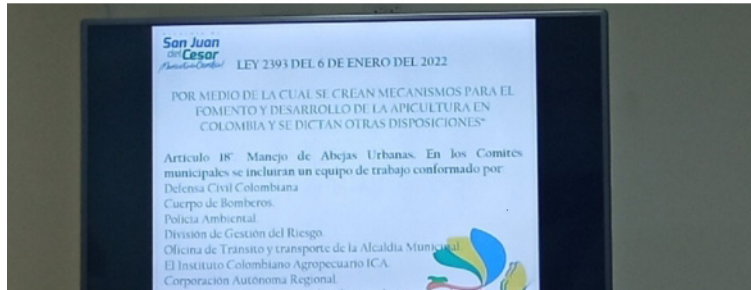 San Juan
del Cesar
LEY 2393 DEL 6 DE ENERO DEL 2022
POR MEDIO DE LA CUAL SE CREAN MECANISMOS PARA EL
FOMENTO Y DESARROLLO DE LA APICULTURA EN
COLOMBIA Y SE DICTAN OTRAS DISPOSICIONES"
Artículo 18° Manejo de Abejas Urbanas. En los Comités
municipales se incluirán un equipo de trabajo conformado por
Defensa Civil Colombiana
Cuerpo de Bomberos.
Policía Ambiental.
División de Gestión del Riesgo.
Oficina de Tránsito y transporte de la Alcaldía Municipal.
El Instituto Colombiano Agropecuario ICA.
Corporación Autónoma Regional.